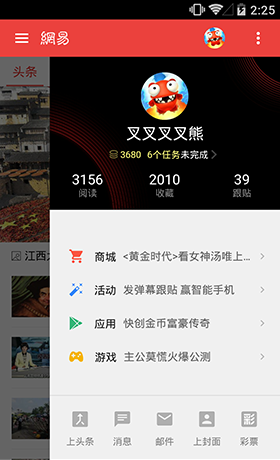 2:25
網易
头条
叉叉叉叉熊
3680 6个任务未完成 >
3156 2010 39
阅读 收藏 跟贴
江西
商城 <黄金时代>看女神汤唯上...
活动 发弹幕跟贴 赢智能手机
应用 快创金币富豪传奇
游戏 主公莫慌火爆公测
彩
上头条 消息 邮件 上封面 彩票